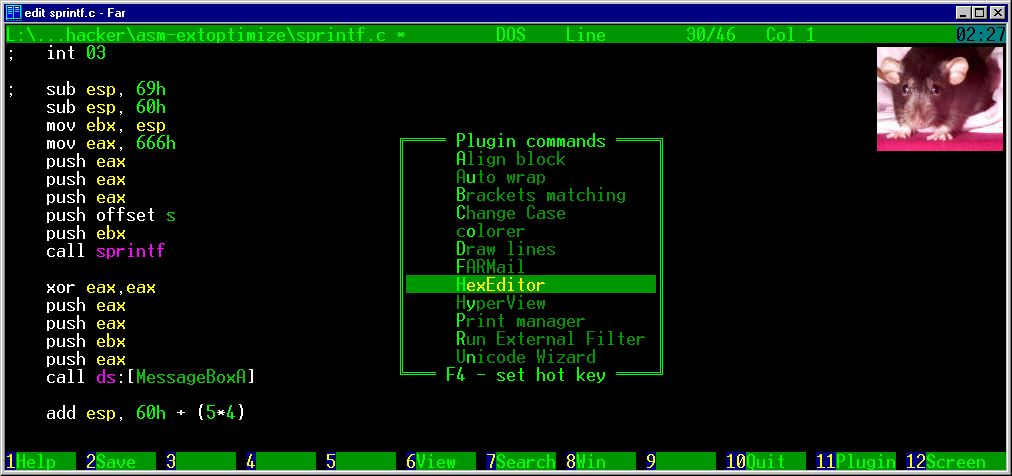 edit sprintf.c - Far
L:\...hacker\asm-extoptimize\sprintf.c * DOS Line 30/46 Col 1 02:27
; int 03
; sub esp, 69h
sub esp, 60h
mov ebx, esp
mov eax, 666h
push eax
push eax
push eax
push offset s
push ebx
call sprintf
xor eax,eax
push eax
push eax
push ebx
push eax
call ds:[MessageBoxA]
add esp, 60h + (5*4)
Plugin commands
Align block
Auto wrap
Brackets matching
Change Case
colorer
Draw lines
FARMail
HexEditor
HyperView
Print manager
Run External Filter
Unicode Wizard
F4 - set hot key
1Help 2Save 3 4 5 6View 7Search 8Win 9 10Quit 11Plugin 12Screen